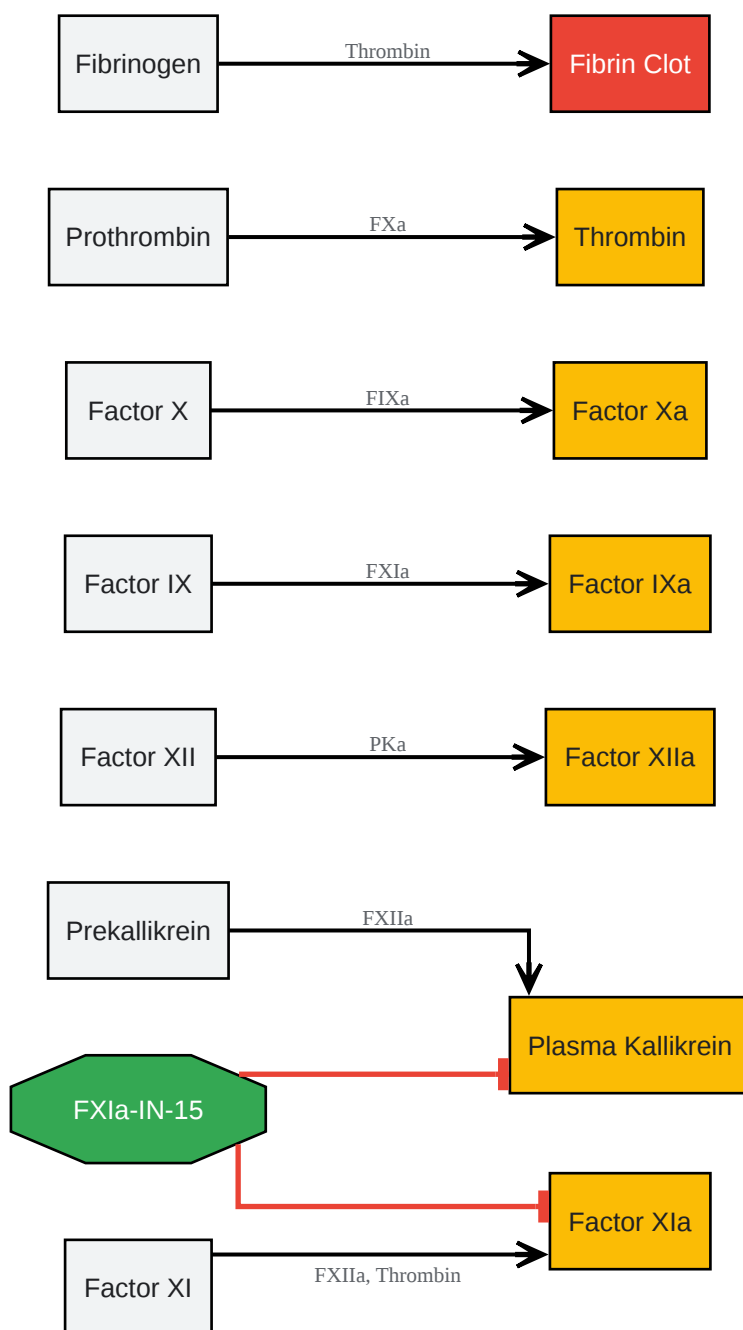 Fibrinogen
Thrombin
Fibrin Clot
Prothrombin
FXa
Thrombin
Factor X
FIXa
Factor Xa
Factor IX
FXIa
Factor IXa
Factor XII
PKa
Factor XIIa
Prekallikrein
FXIIa
Plasma Kallikrein
FXIa-IN-15
Factor XIa
Factor XI
FXIIa, Thrombin